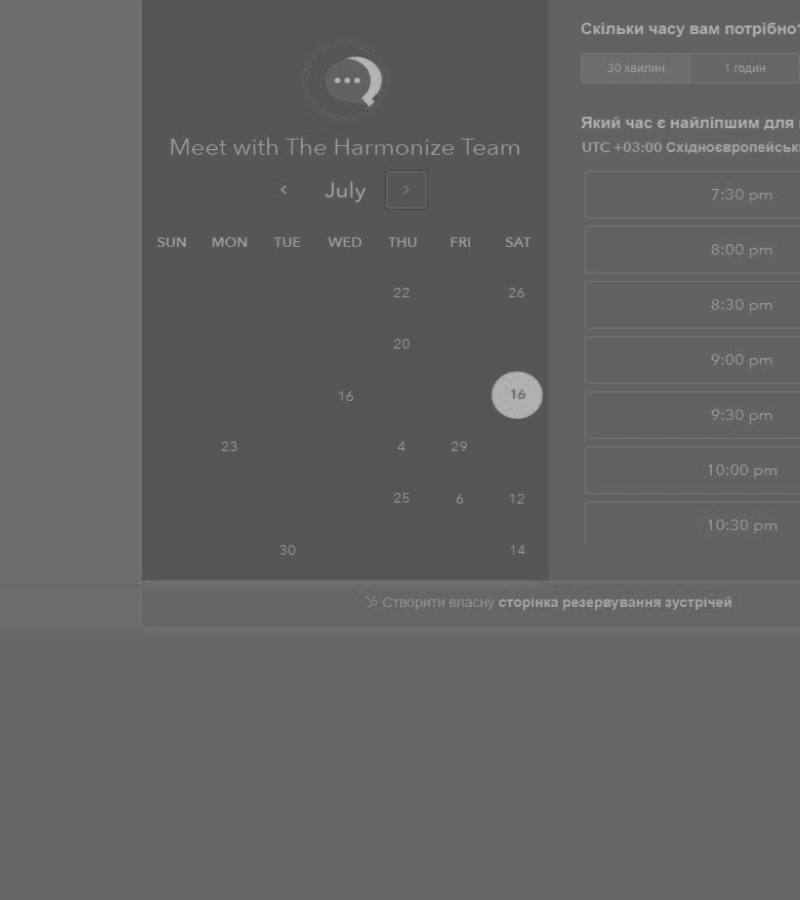 Meet with The Harmonize Team
July
SUN MON TUE WED THU FRI SAT
22 26
20
16 16
23 4 29
25 6 12
30 14
Скільки часу вам потрібно?
30 хвилин 1 годин
Який час є найліпшим для
UTC +03:00 Східноєвропейськ
7:30 pm
8:00 pm
8:30 pm
9:00 pm
9:30 pm
10:00 pm
10:30 pm
Створити власну сторінка резервування зустрічей